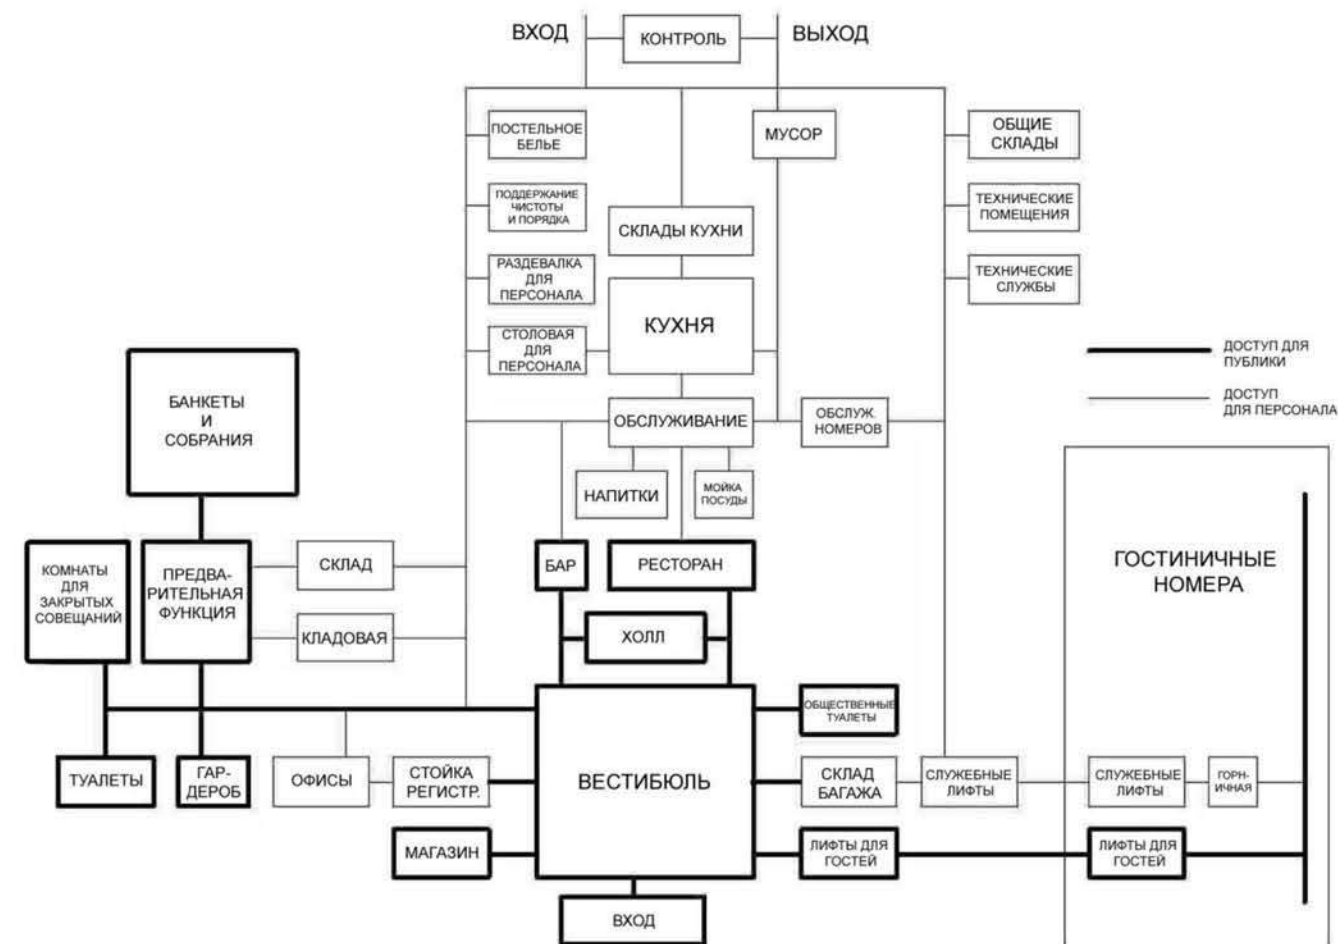 ВХОД
КОНТРОЛЬ
ВЫХОД
ПОСТЕЛЬНОЕ
БЕЛЬЕ
МУСОР
ОБЩИЕ
СКЛАДЫ
ПОДДЕРЖАНИЕ
ЧИСТОТЫ
И ПОРЯДКА
СКЛАДЫ КУХНИ
ТЕХНИЧЕСКИЕ
ПОМЕЩЕНИЯ
РАЗДЕВАЛКА
ДЛЯ
ПЕРСОНАЛА
КУХНЯ
ТЕХНИЧЕСКИЕ
СЛУЖБЫ
СТОЛОВАЯ
ДЛЯ
ПЕРСОНАЛА
ДОСТУП ДЛЯ
ПУБЛИКИ
ДОСТУП
ДЛЯ ПЕРСОНАЛА
БАНКЕТЫ
И
СОБРАНИЯ
ОБСЛУЖИВАНИЕ
ОБСЛУЖ.
НОМЕРОВ
НАПИТКИ
МОЙКА
ПОСУДЫ
КОМНАТЫ
ДЛЯ
ЗАКРЫТЫХ
СОВЕЩАНИЙ
ПРЕДВА-
РИТЕЛЬНАЯ
ФУНКЦИЯ
СКЛАД
БАР
РЕСТОРАН
ГОСТИНИЧНЫЕ
НОМЕРА
КЛАДОВАЯ
ХОЛЛ
ОБЩЕСТВЕННЫЕ
ТУАЛЕТЫ
ТУАЛЕТЫ
ГАР-
ДЕРОБ
ОФИСЫ
СТОЙКА
РЕГИСТР.
ВЕСТИБЮЛЬ
СКЛАД
БАГАЖА
СЛУЖЕБНЫЕ
ЛИФТЫ
СЛУЖЕБНЫЕ
ЛИФТЫ
ГОРН-
ИЧНАЯ
МАГАЗИН
ЛИФТЫ ДЛЯ
ГОСТЕЙ
ЛИФТЫ ДЛЯ
ГОСТЕЙ
ВХОД